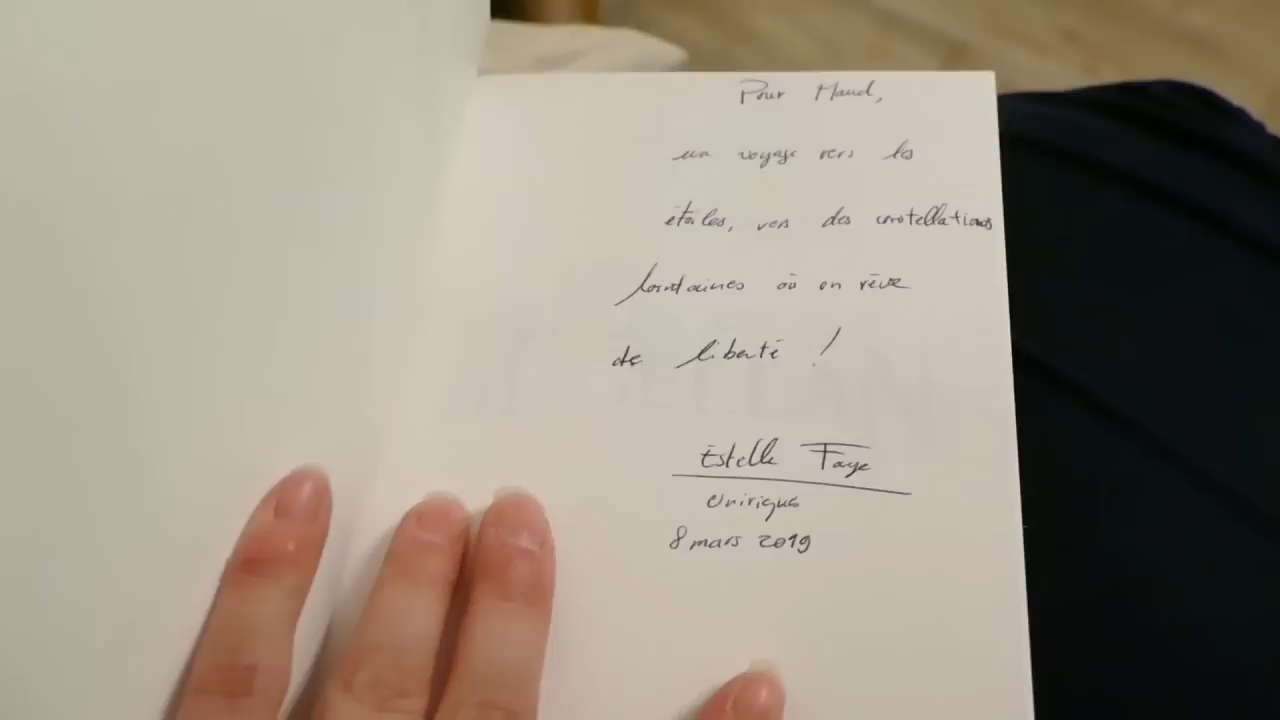 Pour Maud,
un voyage vers les
étoiles, vers des constellations
lointaines où on rêve
de liberté !
Estelle Faye
Onirique
8 mars 2019